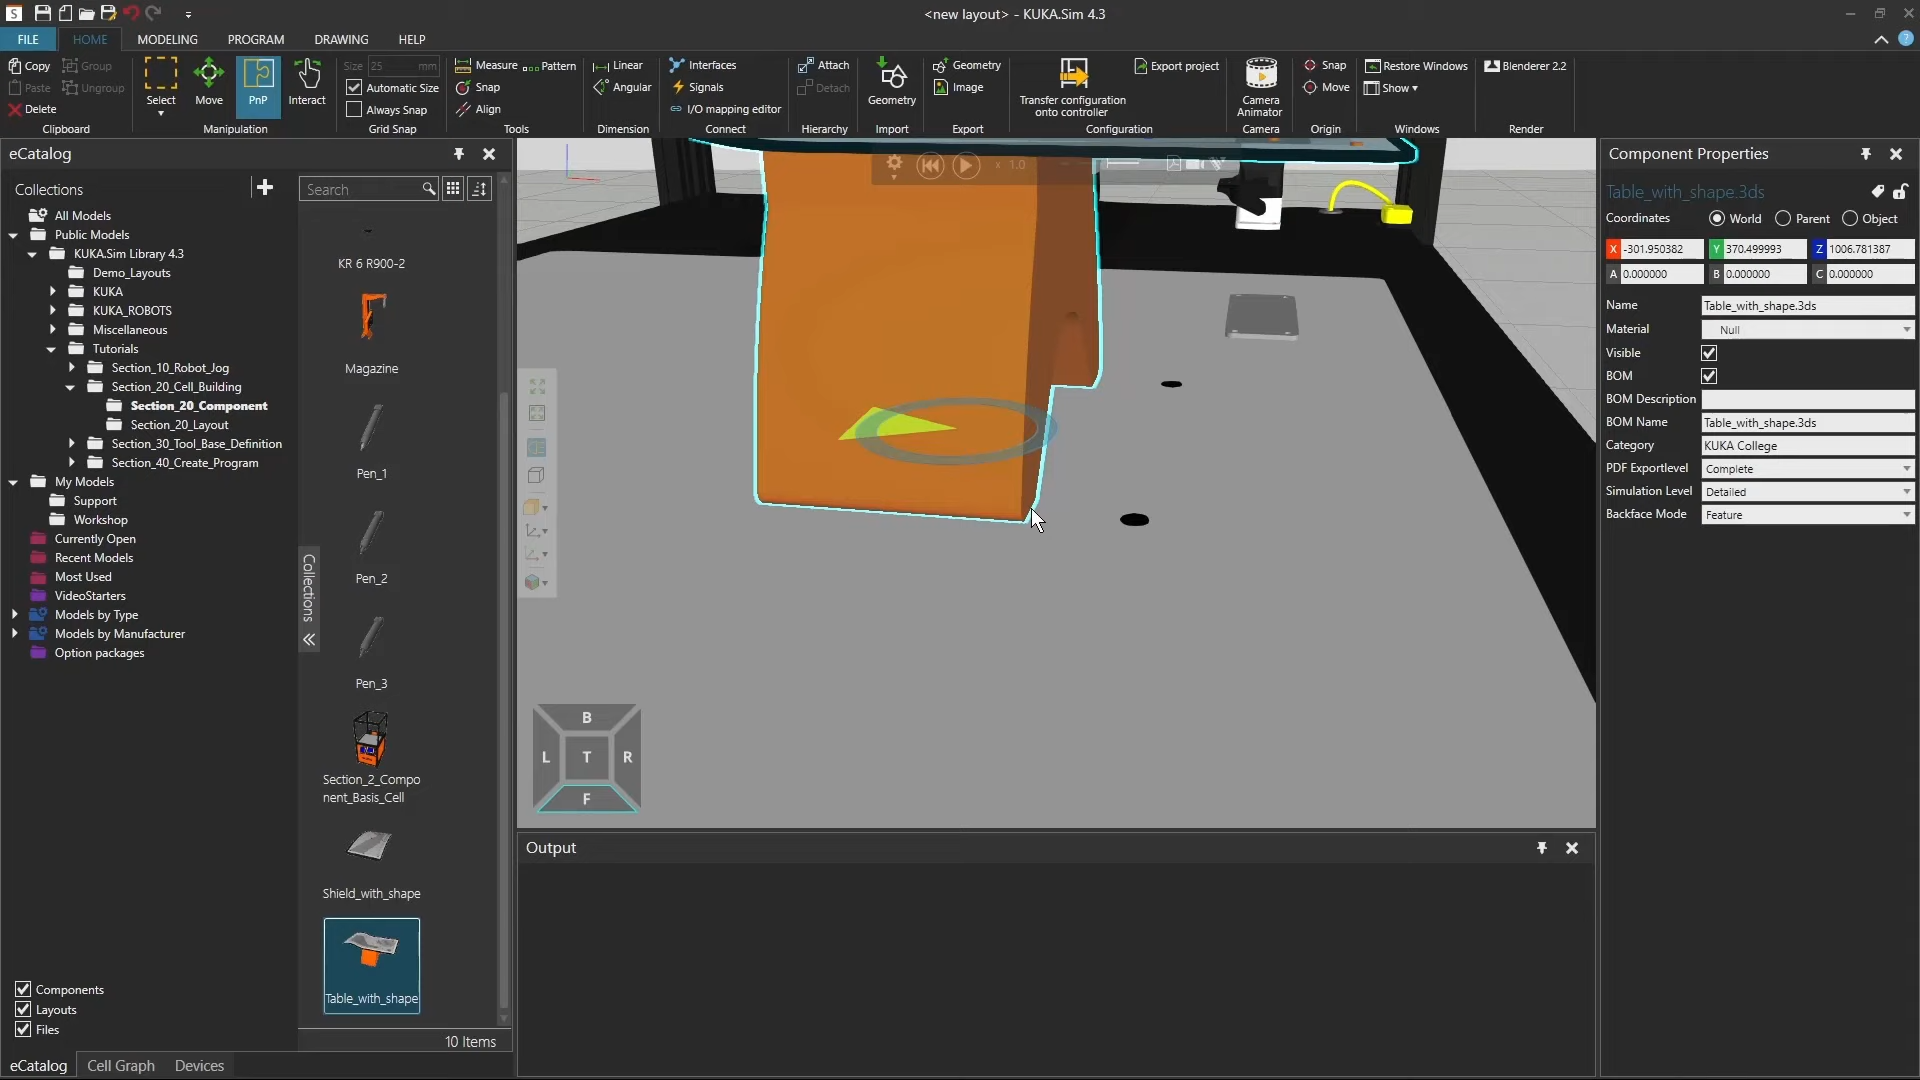 S
<new layout> - KUKA.Sim 4.3
FILE
HOME
MODELING
PROGRAM
DRAWING
HELP
?
Copy
Group
Paste
Ungroup
Delete
Clipboard
Select
Move
PnP
Interact
Manipulation
Size 25 mm
Automatic Size
Always Snap
Grid Snap
Measure
Pattern
Snap
Align
Tools
Linear
Angular
Dimension
Interfaces
Signals
I/O mapping editor
Connect
Attach
Detach
Hierarchy
Geometry
Import
Geometry
Image
Export
Transfer configuration
onto controller
Export project
Configuration
Camera
Animator
Camera
Snap
Move
Origin
Restore Windows
Show
Windows
Blenderer 2.2
Render
eCatalog
Collections
All Models
Public Models
KUKA.Sim Library 4.3
Demo_Layouts
KUKA
KUKA_ROBOTS
Miscellaneous
Tutorials
Section_10_Robot_Jog
Section_20_Cell_Building
Section_20_Component
Section_20_Layout
Section_30_Tool_Base_Definition
Section_40_Create_Program
My Models
Support
Workshop
Currently Open
Recent Models
Most Used
VideoStarters
Models by Type
Models by Manufacturer
Option packages
Components
Layouts
Files
eCatalog
Cell Graph
Devices
Collections
Search
KR 6 R900-2
Magazine
Pen_1
Pen_2
Pen_3
Section_2_Compo
nent_Basis_Cell
Shield_with_shape
Table_with_shape
10 Items
x 1.0
B
L T R
F
Output
Component Properties
Table_with_shape.3ds
Coordinates World Parent Object
X -301.950382 Y 370.499993 Z 1006.781387
A 0.000000 B 0.000000 C 0.000000
Name Table_with_shape.3ds
Material Null
Visible
BOM
BOM Description
BOM Name Table_with_shape.3ds
Category KUKA College
PDF Exportlevel Complete
Simulation Level Detailed
Backface Mode Feature